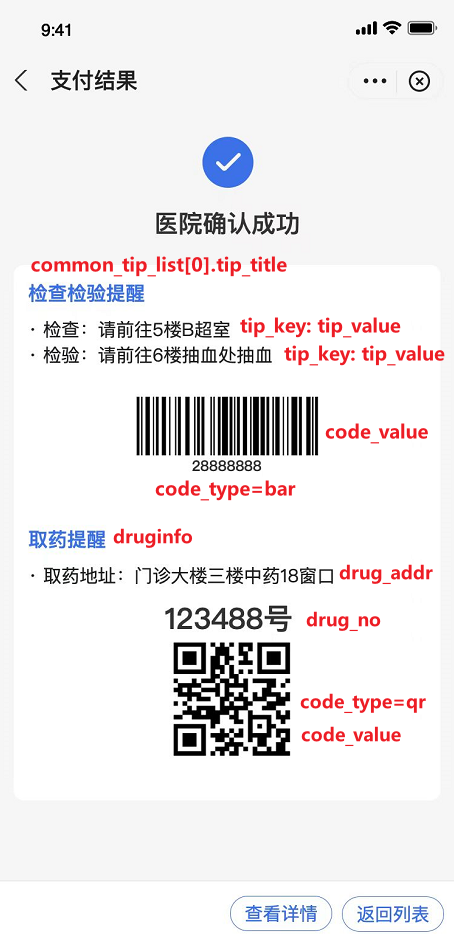 9:41
支付结果
医院确认成功
common_tip_list[0].tip_title
检查检验提醒
· 检查：请前往5楼B超室 tip_key: tip_value
· 检验：请前往6楼抽血处抽血 tip_key: tip_value
code_value
28888888
code_type=bar
取药提醒 druginfo
· 取药地址：门诊大楼三楼中药18窗口 drug_addr
123488号 drug_no
code_type=qr
code_value
查看详情 返回列表